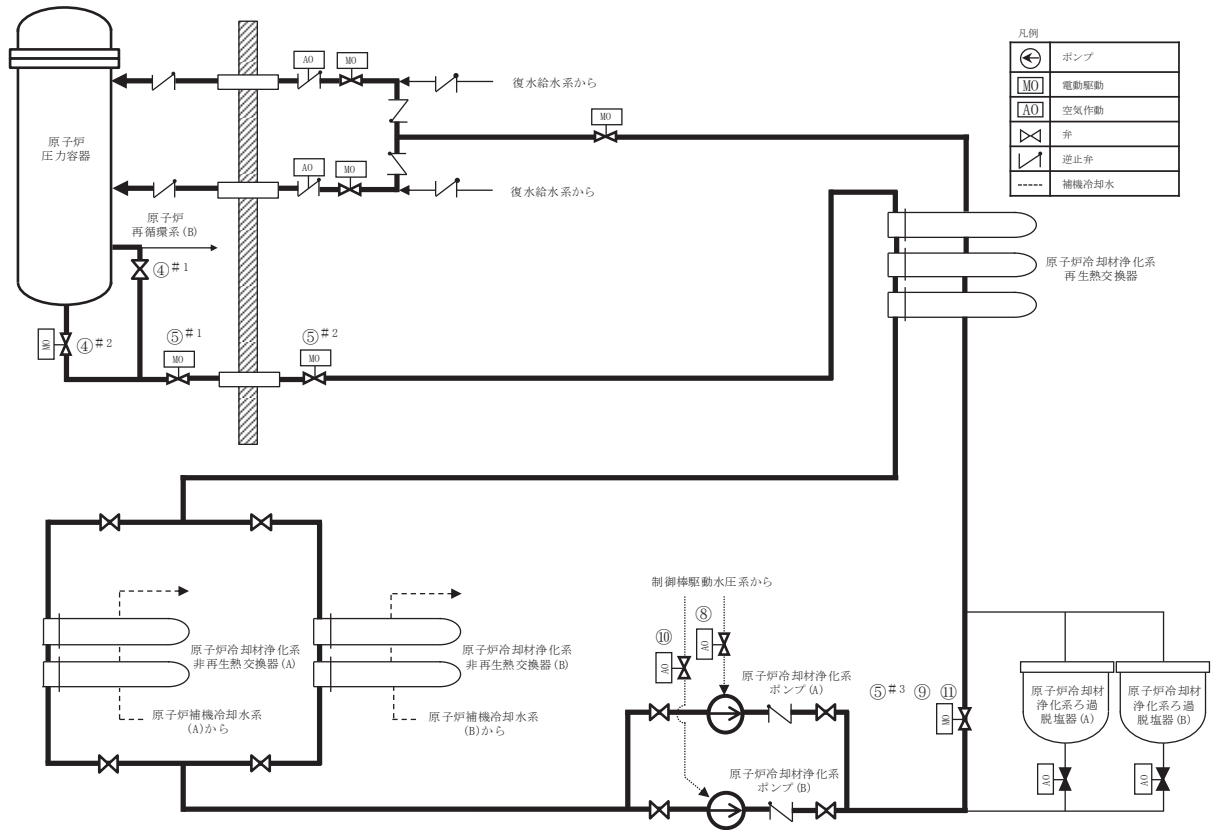 凡例
ポンプ
MO
電動駆動
AO
空気作動
弁
逆止弁
補機冷却水
AO
MO
復水給水系から
MO
原子炉
圧力容器
AO
MO
復水給水系から
原子炉
再循環系(B)
④#1
原子炉冷却材浄化系
再生熱交換器
MO
④#2
⑤#1
MO
⑤#2
MO
制御棒駆動水圧系から
⑧
AO
⑩
AO
原子炉冷却材浄化系
非再生熱交換器(A)
原子炉冷却材浄化系
非再生熱交換器(B)
原子炉補機冷却水系
(A)から
原子炉補機冷却水系
(B)から
原子炉冷却材浄化系
ポンプ(A)
⑤#3 ⑨ ⑪
MO
原子炉冷却材
浄化系ろ過
脱塩器(A)
原子炉冷却材
浄化系ろ過
脱塩器(B)
原子炉冷却材浄化系
ポンプ(B)
AO
AO